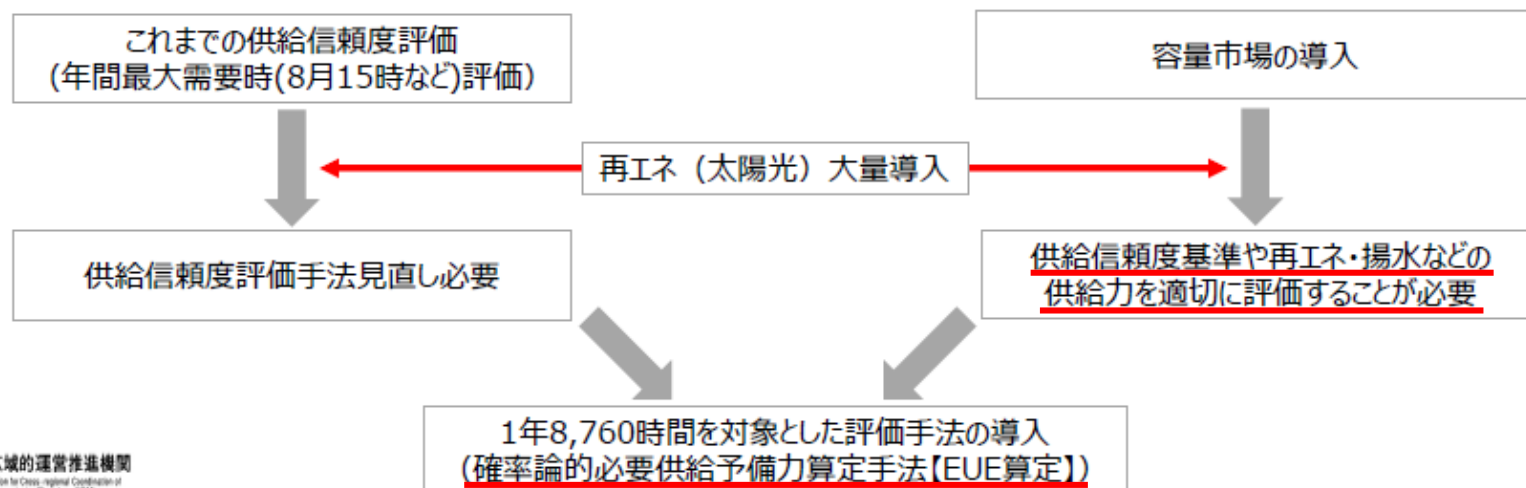 これまでの供給信頼度評価
(年間最大需要時(8月15時など)評価)
容量市場の導入
再エネ（太陽光）大量導入
供給信頼度評価手法見直し必要
供給信頼度基準や再エネ・揚水などの
供給力を適切に評価することが必要
1年8,760時間を対象とした評価手法の導入
(確率論的必要供給予備力算定手法【EUE算定】)
域的運営推進機関
ion for Cross-regional Coordination of